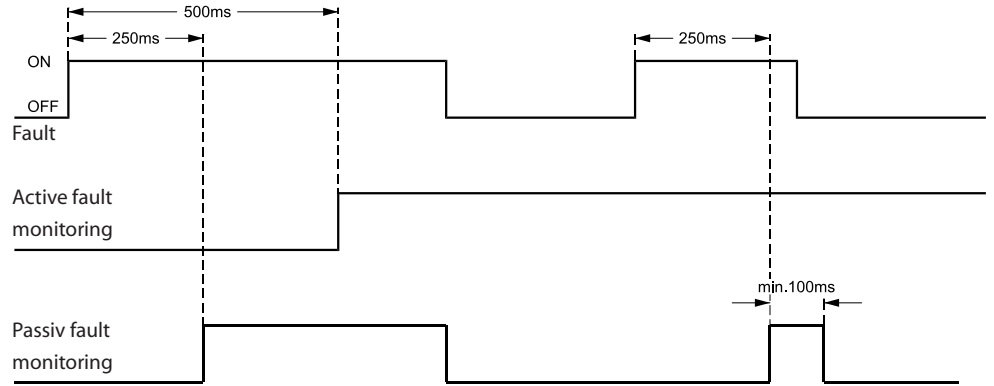 500ms
250ms
250ms
ON
OFF
Fault
Active fault
monitoring
min.100ms
Passiv fault
monitoring